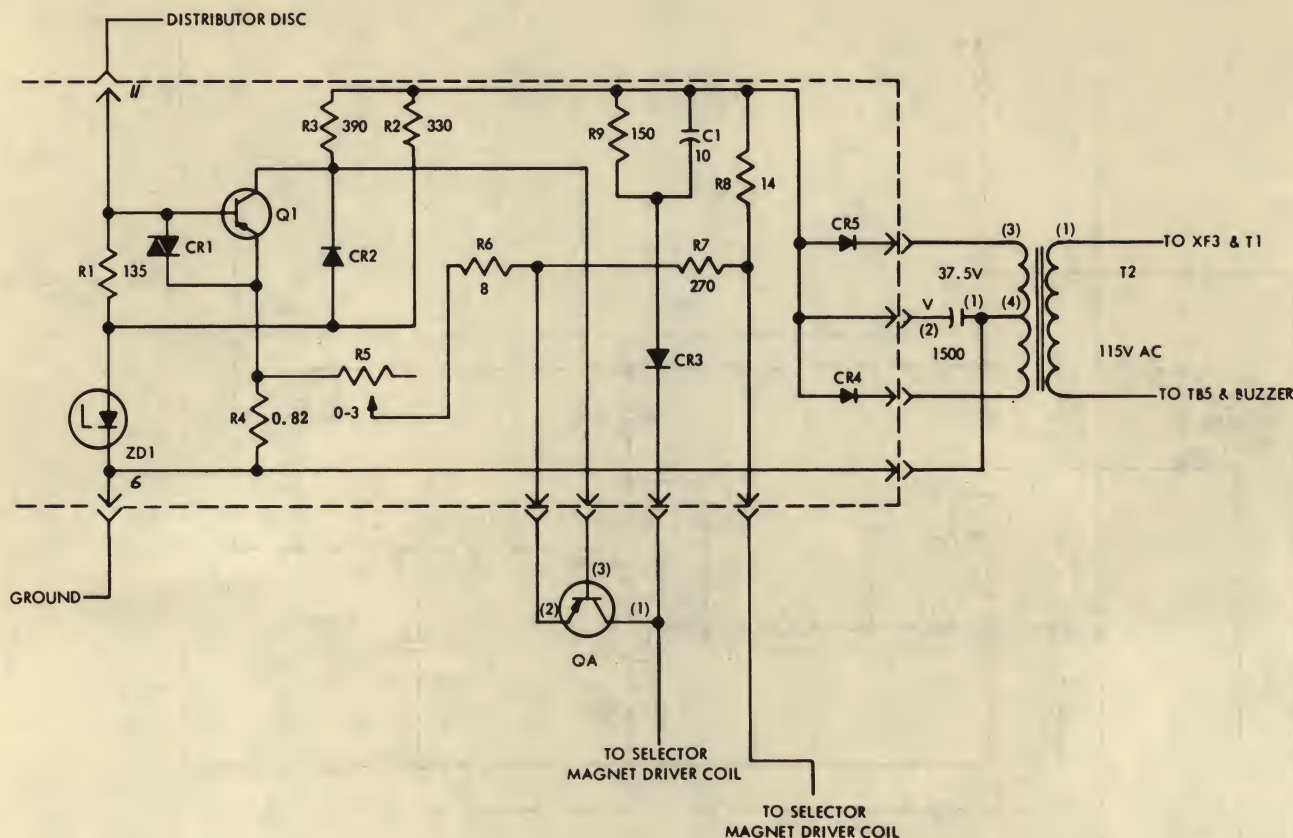 DISTRIBUTOR DISC
11
R3
390
R2
330
R9
150
C1
10
R8
14
Q1
CR1
CR2
R1
135
R6
8
R7
270
CR5
(3)
(1)
TO XF3 & T1
37.5V
T2
V
(1)
(4)
(2)
1500
115V AC
R5
0-3
CR3
CR4
TO TB5 & BUZZER
R4
0.82
L
ZD1
6
GROUND
(3)
(2)
(1)
QA
TO SELECTOR
MAGNET DRIVER COIL
TO SELECTOR
MAGNET DRIVER COIL